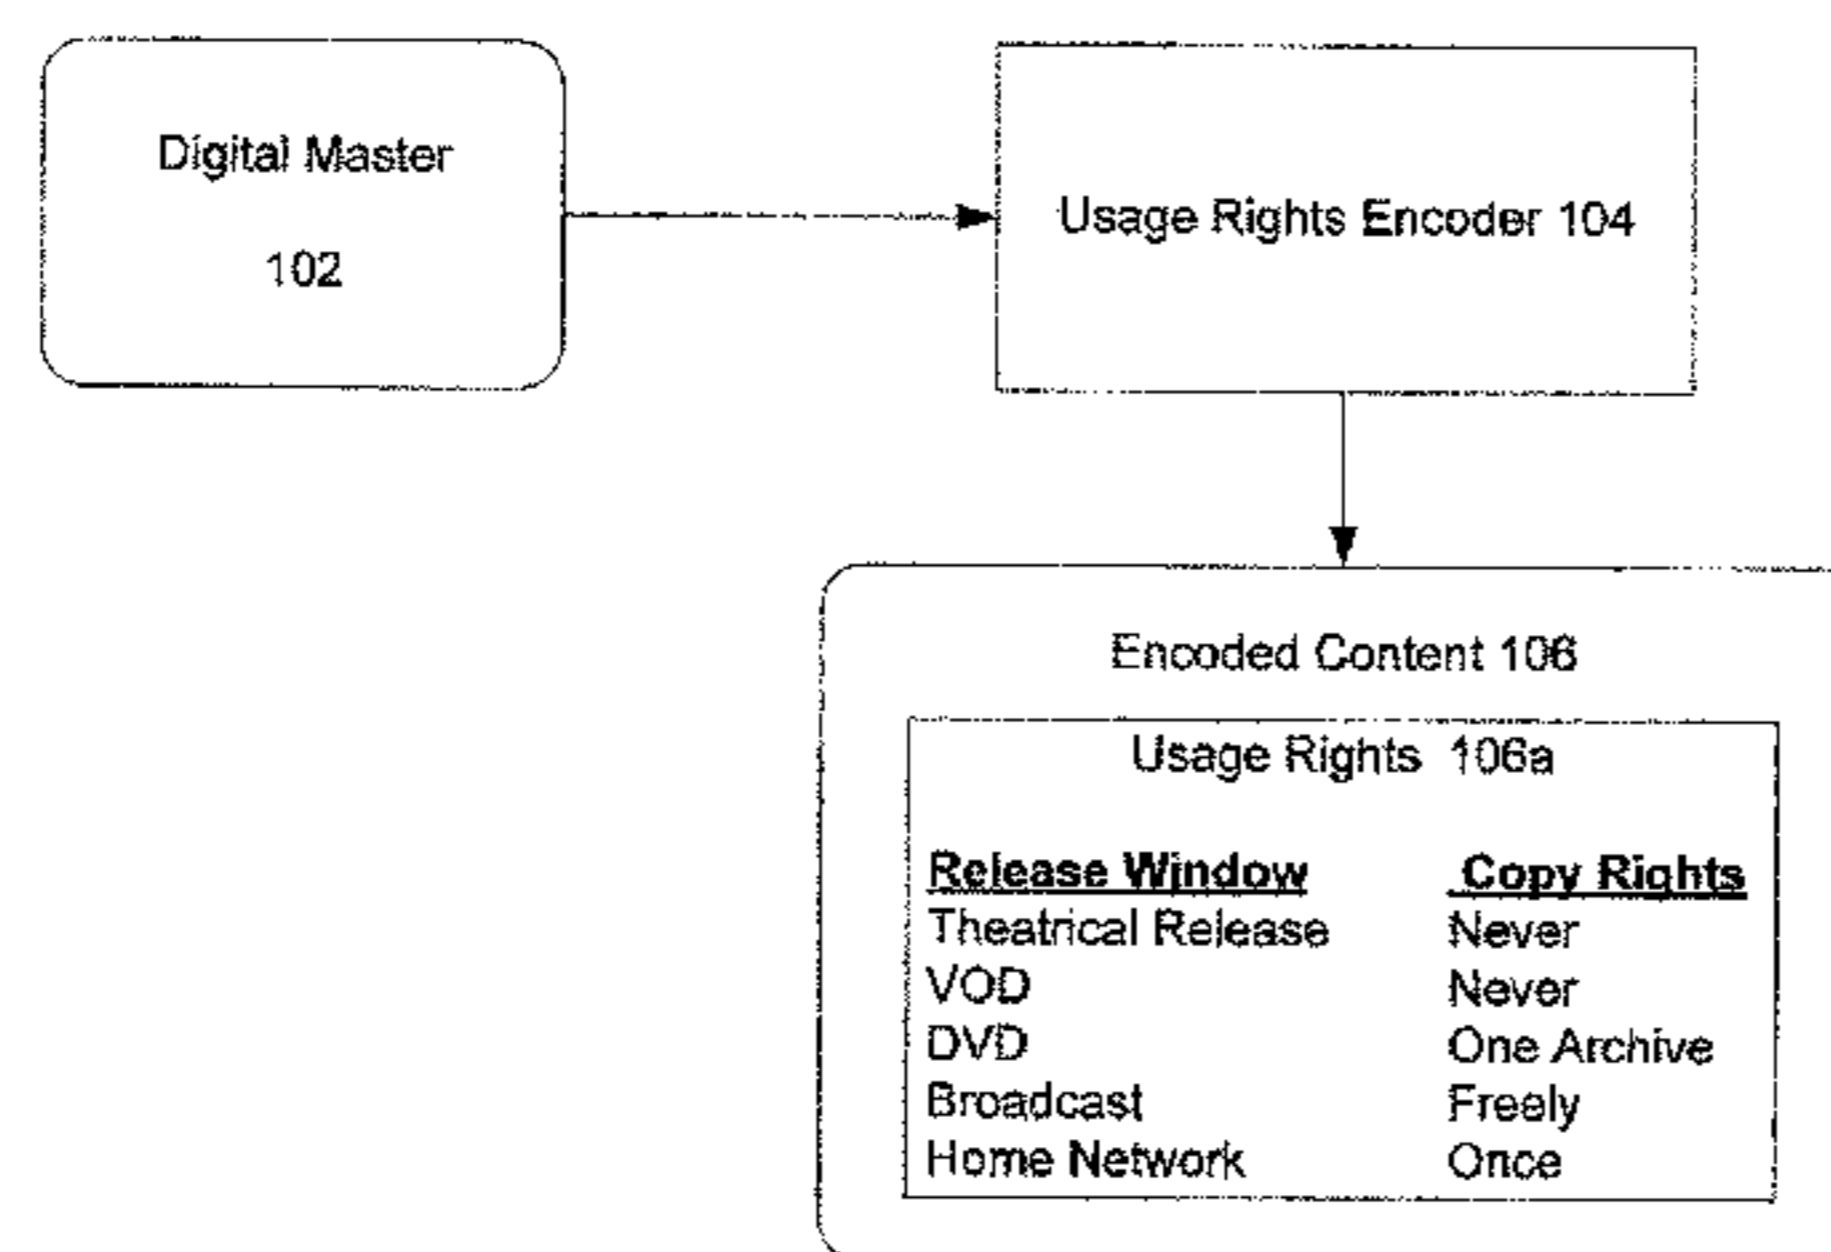 Digital Master
102
Usage Rights Encoder 104
Encoded Content 106
Usage Rights 106a
Release Window Copy Rights
Theatrical Release Never
VOD Never
DVD One Archive
Broadcast Freely
Home Network Once